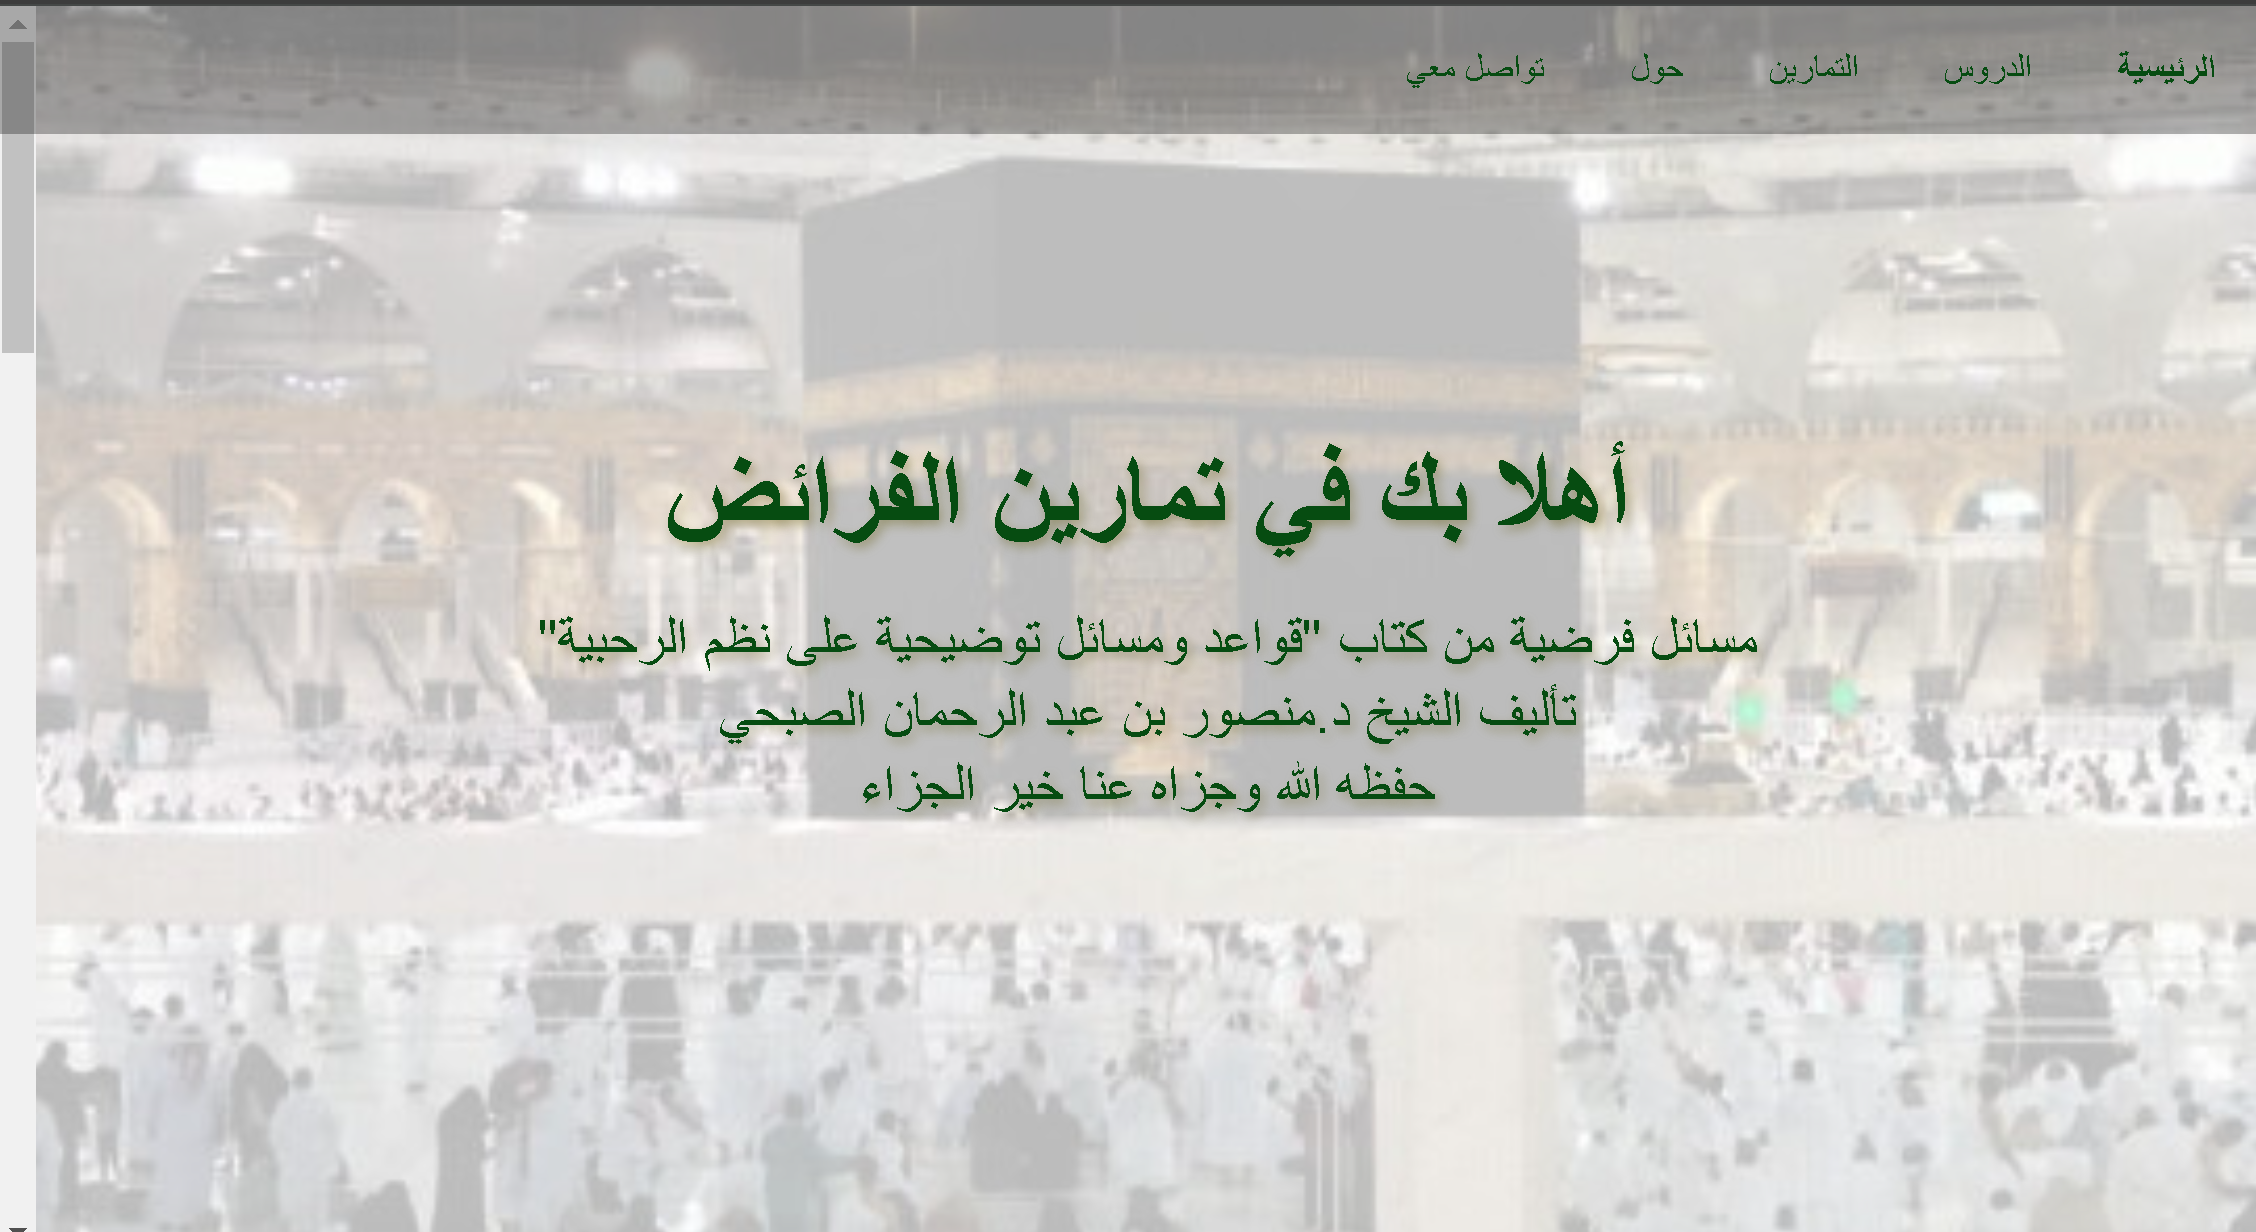 الرئيسية الدروس التمارين حول تواصل معي
أهلا بك في تمارين الفرائض
مسائل فرضية من كتاب "قواعد ومسائل توضيحية على نظم الرحبية"
تأليف الشيخ د.منصور بن عبد الرحمان الصبحي
حفظه الله وجزاه عنا خير الجزاء